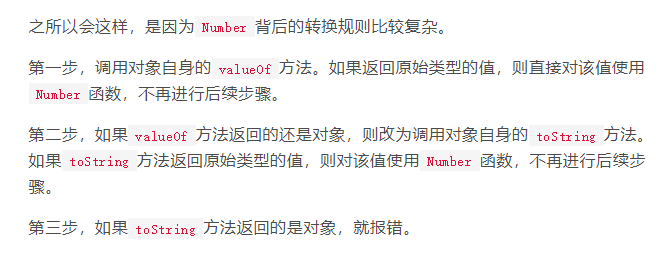 之所以会这样，是因为 Number 背后的转换规则比较复杂。
第一步，调用对象自身的 valueOf 方法。如果返回原始类型的值，则直接对该值使用
Number 函数，不再进行后续步骤。
第二步，如果 valueOf 方法返回的还是对象，则改为调用对象自身的 toString 方法。
如果 toString 方法返回原始类型的值，则对该值使用 Number 函数，不再进行后续步
骤。
第三步，如果 toString 方法返回的是对象，就报错。